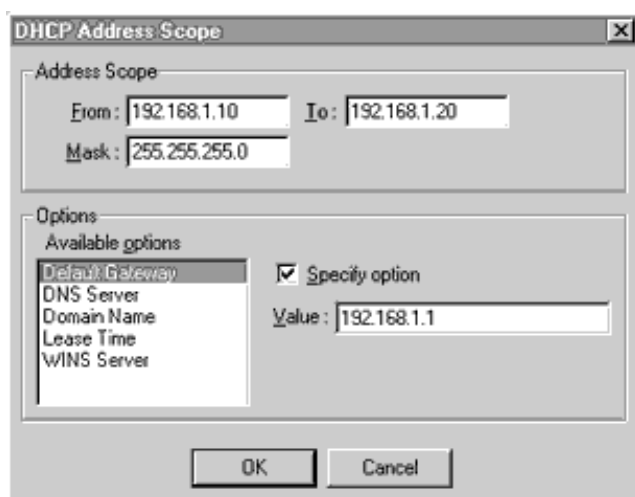 DHCP Address Scope
Address Scope
From : 192.168.1.10 To : 192.168.1.20
Mask : 255.255.255.0
Options
Available options
Default Gateway
DNS Server
Domain Name
Lease Time
WINS Server
Specify option
Value : 192.168.1.1
OK Cancel